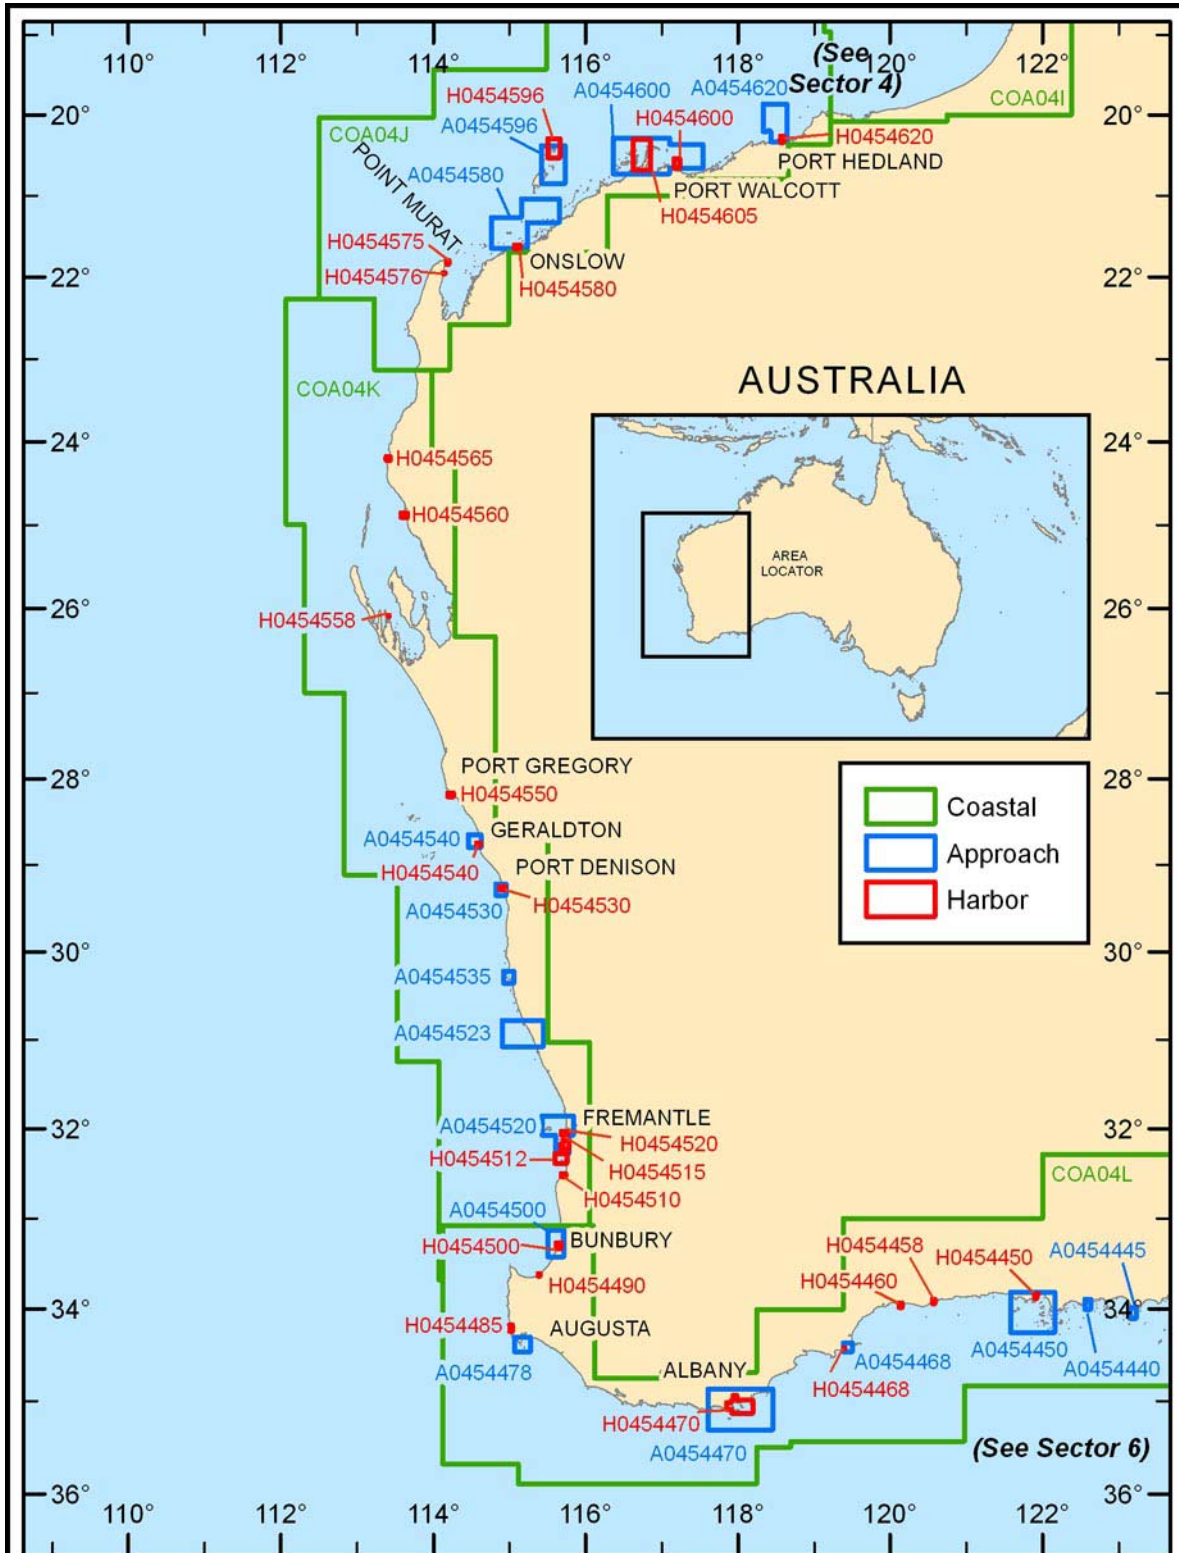 110°
112°
114°
116°
118°
(See
Sector 4)
120°
122°
A0454600
A0454620
COA04I
H0454596
H0454600
20°
20°
COA04J
A0454596
H0454620
PORT HEDLAND
A0454580
PORT WALCOTT
H0454605
POINT MURAT
H0454575
ONSLOW
H0454576
H0454580
22°
22°
COA04K
AUSTRALIA
24°
24°
H0454565
H0454560
AREA
LOCATOR
26°
26°
H0454558
PORT GREGORY
28°
28°
H0454550
Coastal
GERALDTON
A0454540
Approach
PORT DENISON
H0454540
Harbor
H0454530
A0454530
30°
30°
A0454535
A0454523
FREMANTLE
A0454520
32°
32°
H0454520
H0454512
H0454515
COA04L
H0454510
A0454500
BUNBURY
H0454500
H0454458
H0454450
A0454445
H0454490
H0454460
34°
34°
H0454485
AUGUSTA
A0454450
A0454468
A0454440
A0454478
ALBANY
H0454468
H0454470
A0454470
(See Sector 6)
36°
36°
110°
112°
114°
116°
118°
120°
122°